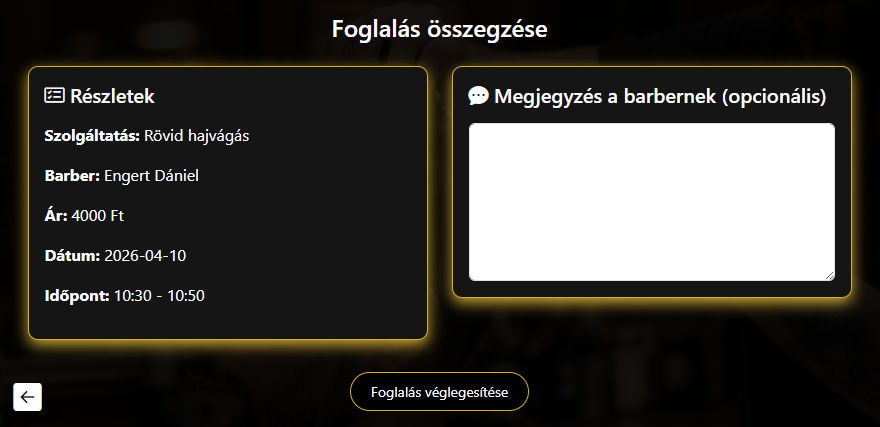 Foglalás összegzése
Részletek
Szolgáltatás: Rövid hajvágás
Barber: Engert Dániel
Ár: 4000 Ft
Dátum: 2026-04-10
Időpont: 10:30 - 10:50
Megjegyzés a barbernek (opcionális)
Foglalás véglegesítése